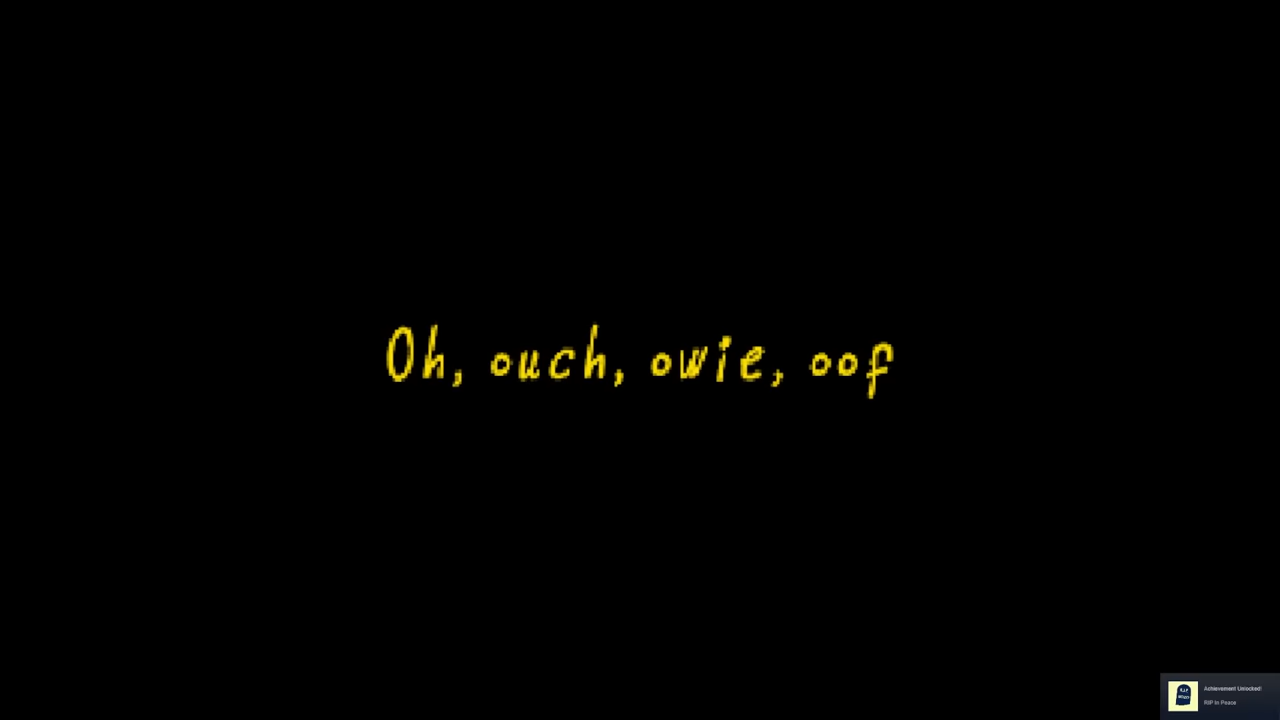 Oh, ouch, owie, oof
Achievement Unlocked!
RIP In Peace